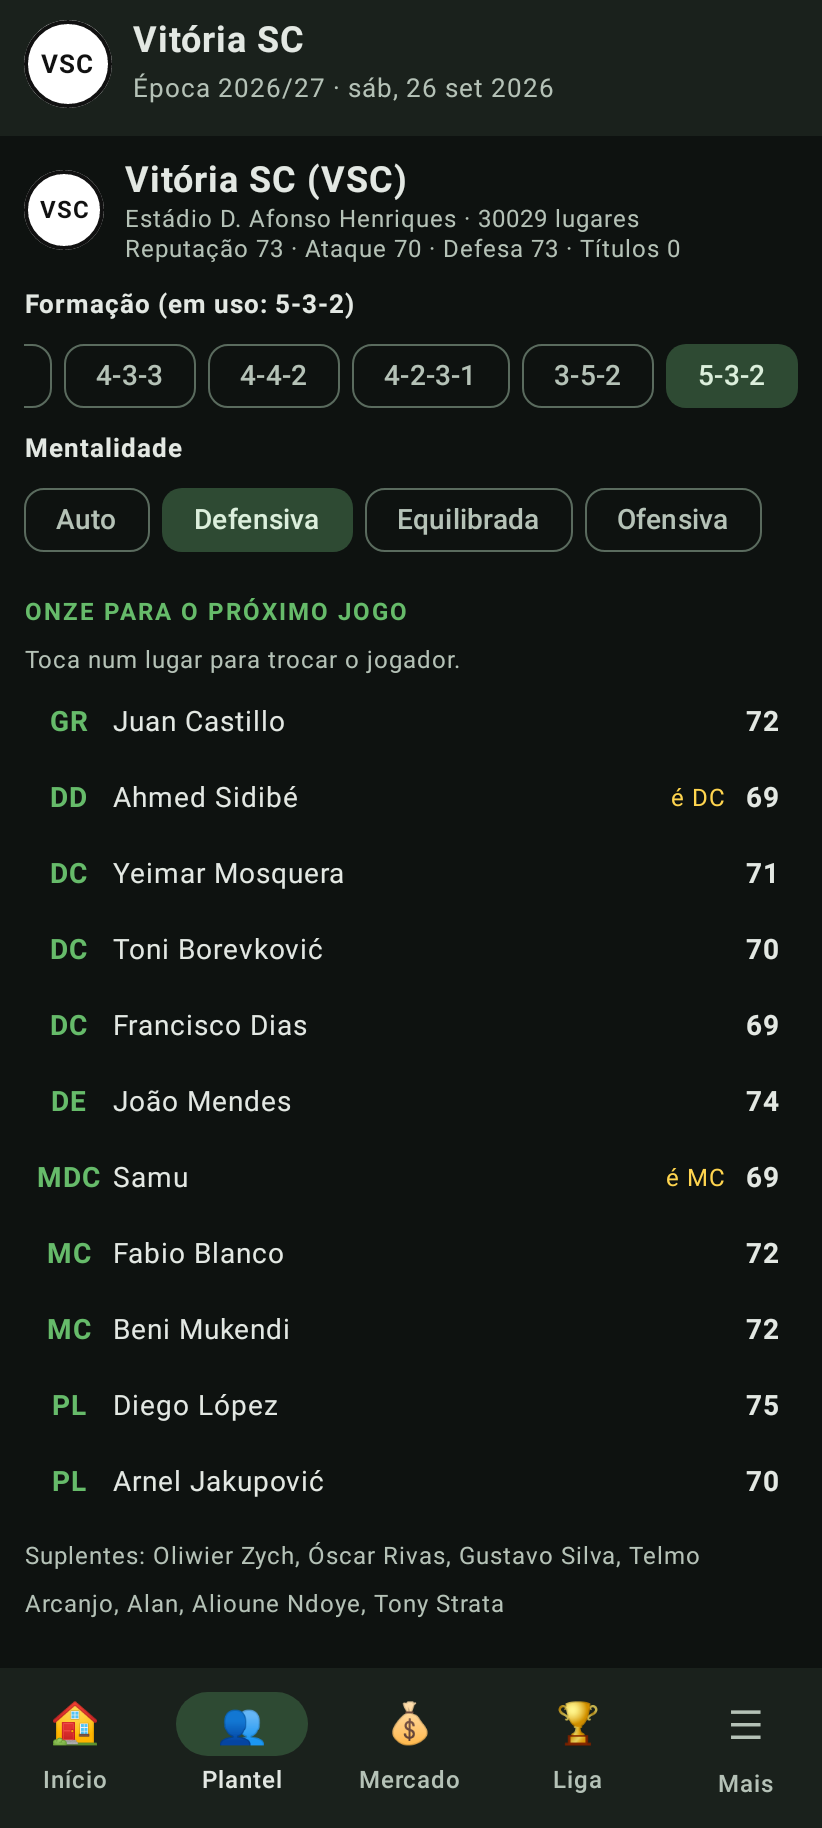 VSC
Vitória SC
Época 2026/27 · sáb, 26 set 2026
VSC
Vitória SC (VSC)
Estádio D. Afonso Henriques · 30029 lugares
Reputação 73 · Ataque 70 · Defesa 73 · Títulos 0
Formação (em uso: 5-3-2)
4-3-3 4-4-2 4-2-3-1 3-5-2 5-3-2
Mentalidade
Auto Defensiva Equilibrada Ofensiva
ONZE PARA O PRÓXIMO JOGO
Toca num lugar para trocar o jogador.
GR Juan Castillo 72
DD Ahmed Sidibé é DC 69
DC Yeimar Mosquera 71
DC Toni Borevković 70
DC Francisco Dias 69
DE João Mendes 74
MDC Samu é MC 69
MC Fabio Blanco 72
MC Beni Mukendi 72
PL Diego López 75
PL Arnel Jakupović 70
Suplentes: Oliwier Zych, Óscar Rivas, Gustavo Silva, Telmo
Arcanjo, Alan, Alioune Ndoye, Tony Strata
Início Plantel Mercado Liga Mais